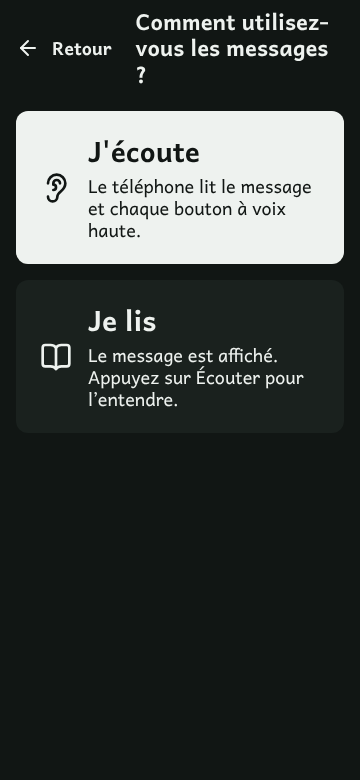 Retour
Comment utilisez-
vous les messages
?
J'écoute
Le téléphone lit le message
et chaque bouton à voix
haute.
Je lis
Le message est affiché.
Appuyez sur Écouter pour
l’entendre.